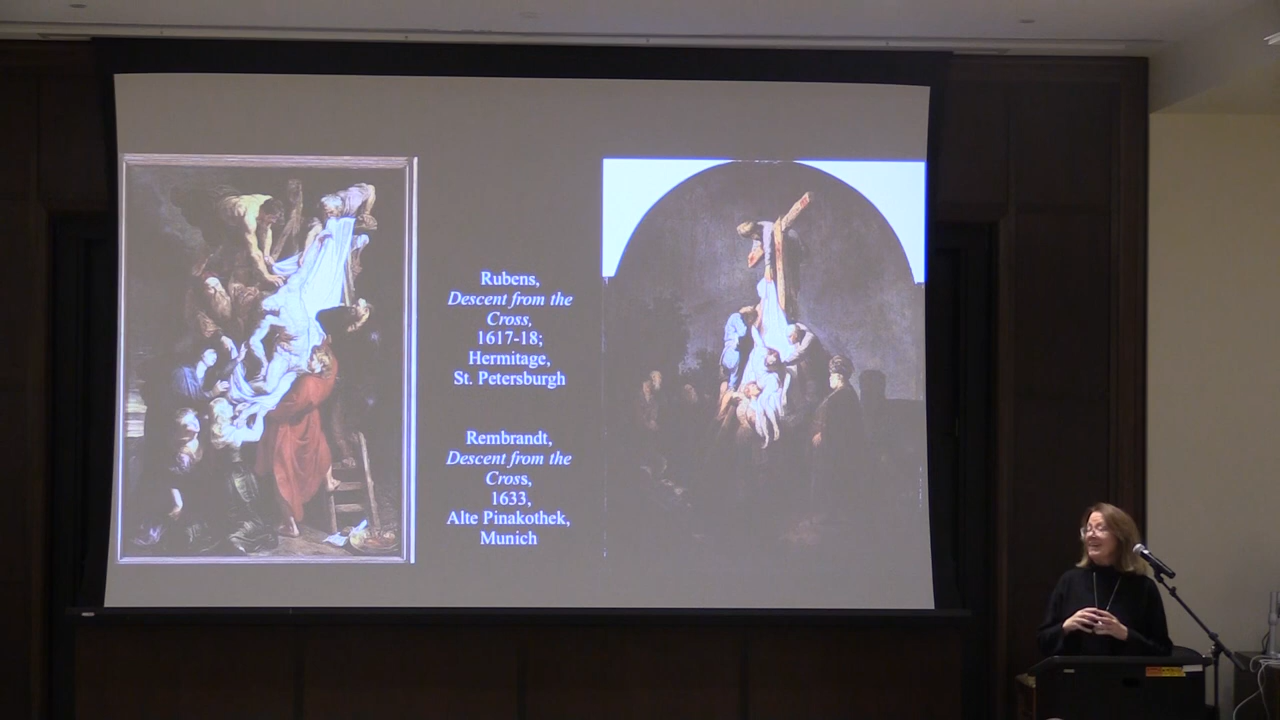 Rubens,
Descent from the
Cross,
1617-18;
Hermitage,
St. Petersburgh
Rembrandt,
Descent from the
Cross,
1633,
Alte Pinakothek,
Munich